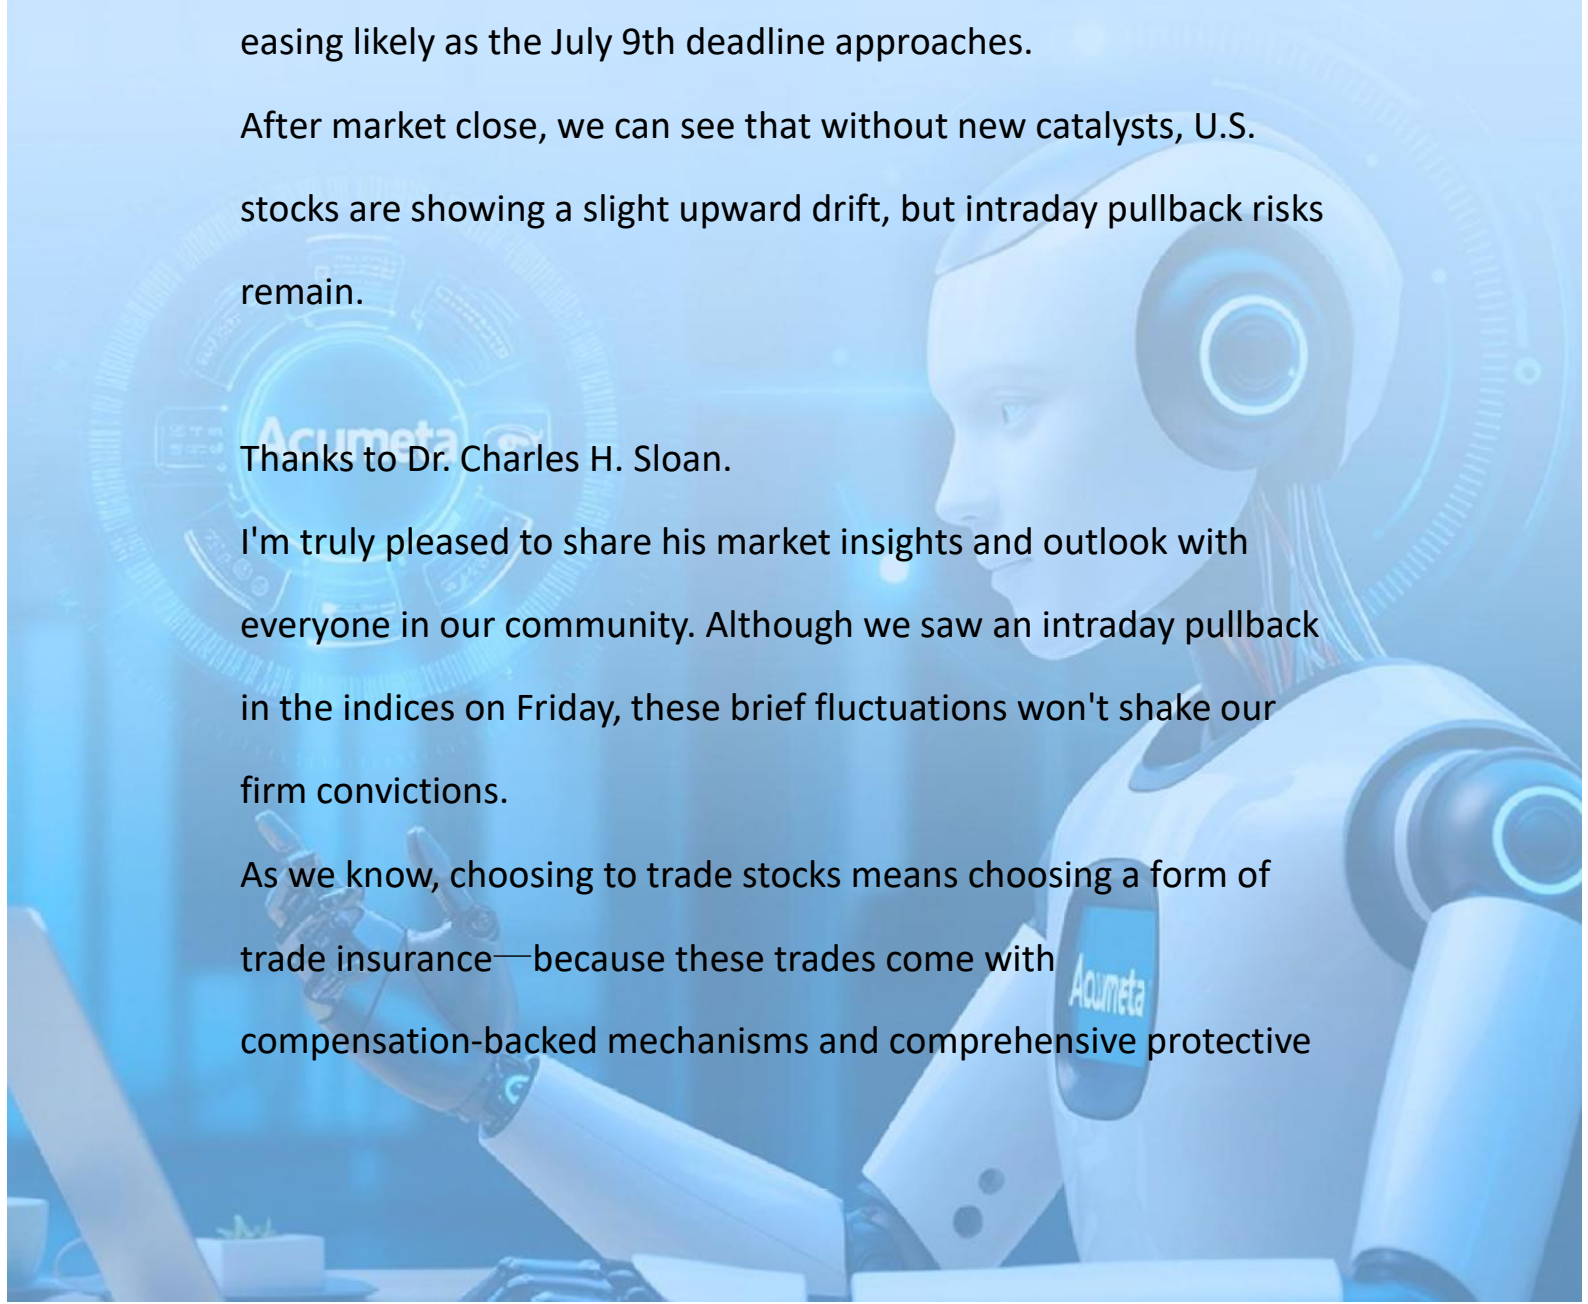 easing likely as the July 9th deadline approaches.
After market close, we can see that without new catalysts, U.S.
stocks are showing a slight upward drift, but intraday pullback risks
remain.
Acumeta
Thanks to Dr. Charles H. Sloan.
I'm truly pleased to share his market insights and outlook with
everyone in our community. Although we saw an intraday pullback
in the indices on Friday, these brief fluctuations won't shake our
firm convictions.
As we know, choosing to trade stocks means choosing a form of
trade insurance—because these trades come with
Acumeta
compensation-backed mechanisms and comprehensive protective